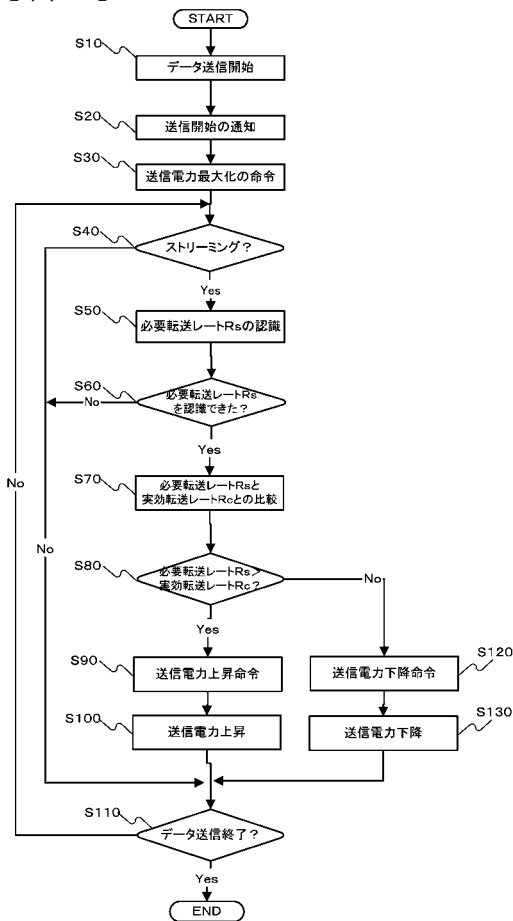 START
S10
データ送信開始
S20
送信開始の通知
S30
送信電力最大化の命令
S40
ストリーミング?
Yes
S50
必要転送レートRsの認識
S60
必要転送レートRs
を認識できた?
No
Yes
S70
必要転送レートRsと
実効転送レートRcとの比較
No
No
S80
必要転送レートRs>
実効転送レートRc?
No
Yes
S90
送信電力上昇命令
S120
送信電力下降命令
S100
送信電力上昇
S130
送信電力下降
S110
データ送信終了?
Yes
END